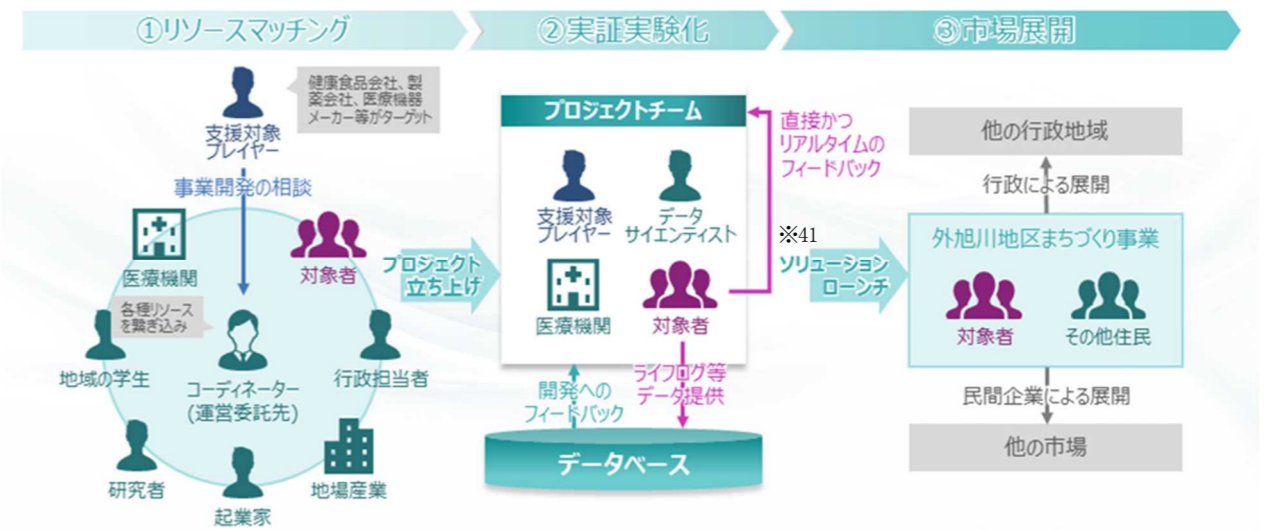 ①リソースマッチング
②実証実験化
③市場展開
健康食品会社、製
薬会社、医療機器
メーカー等がターゲット
支援対象
プレイヤー
事業開発の相談
医療機関
対象者
各種リソース
を繋ぎ込み
地域の学生
コーディネーター
(運営委託先)
行政担当者
研究者
起業家
地場産業
プロジェクト
立ち上げ
プロジェクトチーム
支援対象
プレイヤー
データ
サイエンティスト
医療機関
対象者
直接かつ
リアルタイムの
フィードバック
開発への
フィードバック
ライフログ等
データ提供
データベース
※41
ソリューション
ローンチ
他の行政地域
行政による展開
外旭川地区まちづくり事業
対象者
その他住民
民間企業による展開
他の市場